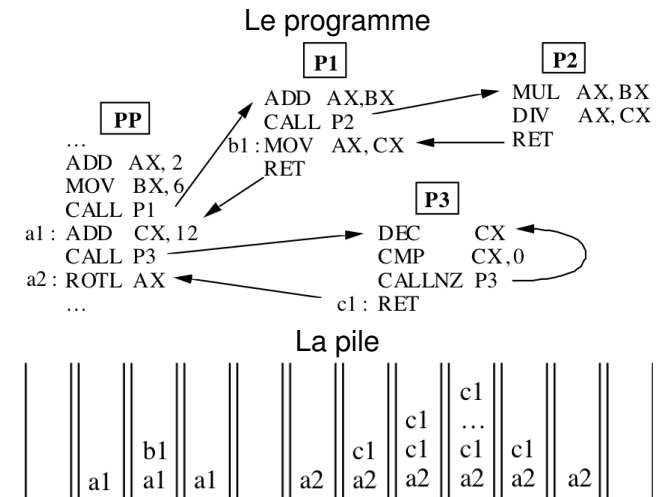 Le programme
PP
…
ADD AX, 2
MOV BX, 6
CALL P1
a1 : ADD CX, 12
CALL P3
a2 : ROTL AX
…
P1
ADD AX,BX
CALL P2
b1 : MOV AX, CX
RET
P2
MUL AX, BX
DIV AX, CX
RET
P3
DEC CX
CMP CX, 0
CALLNZ P3
c1 : RET
La pile
c1
c1 …
b1 c1 c1 c1 c1
a1 a1 a1 a2 a2 a2 a2 a2 a2